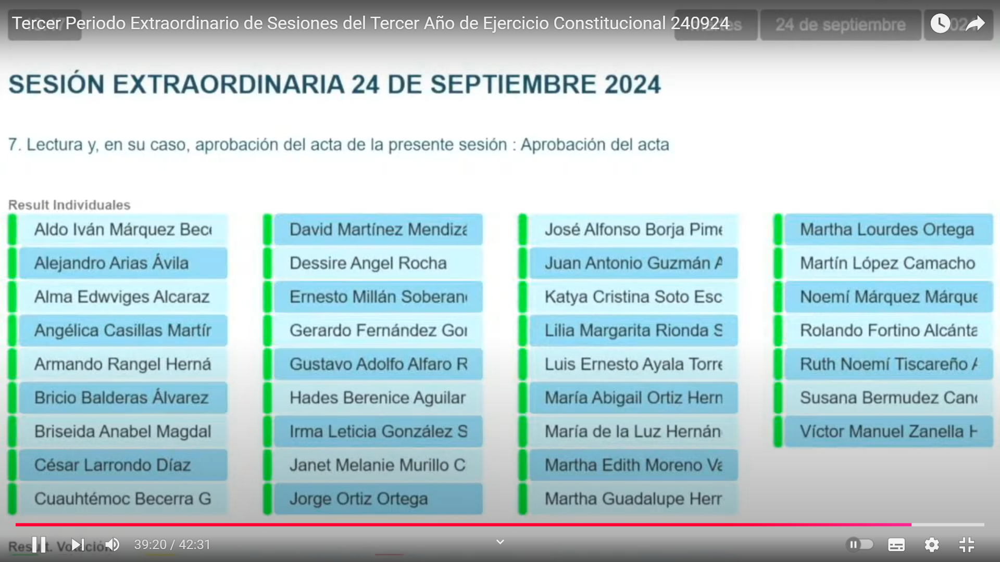 Tercer Periodo Extraordinario de Sesiones del Tercer Año de Ejercicio Constitucional 240924
24 de septiembre
SESIÓN EXTRAORDINARIA 24 DE SEPTIEMBRE 2024
7. Lectura y, en su caso, aprobación del acta de la presente sesión : Aprobación del acta
Result Individuales
Aldo Iván Márquez Bec
Alejandro Arias Ávila
Alma Edwviges Alcaraz
Angélica Casillas Martír
Armando Rangel Herná
Bricio Balderas Álvarez
Briseida Anabel Magdal
César Larrondo Díaz
Cuauhtémoc Becerra G
David Martínez Mendiz
Dessire Angel Rocha
Ernesto Millán Soberan
Gerardo Fernández Go
Gustavo Adolfo Alfaro R
Hades Berenice Aguilar
Irma Leticia González S
Janet Melanie Murillo C
Jorge Ortiz Ortega
José Alfonso Borja Pim
Juan Antonio Guzmán A
Katya Cristina Soto Esc
Lilia Margarita Rionda S
Luis Ernesto Ayala Torr
María Abigail Ortiz Hern
María de la Luz Hernán
Martha Edith Moreno Va
Martha Guadalupe Herr
Martha Lourdes Ortega
Martín López Camacho
Noemí Márquez Márque
Rolando Fortino Alcánta
Ruth Noemí Tiscareño A
Susana Bermudez Can
Víctor Manuel Zanella H
39:20 / 42:31